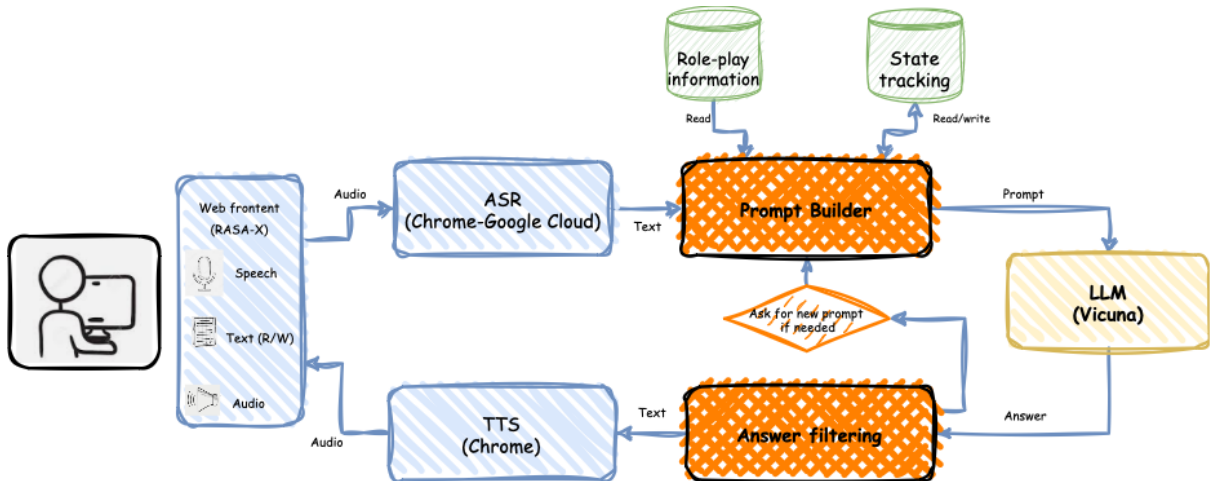 Role-play
information
State
tracking
Read
Read/write
Web frontent
(RASA-X)
Speech
Text (R/W)
Audio
Audio
ASR
(Chrome-Google Cloud)
Text
Prompt Builder
Prompt
LLM
(Vicuna)
Ask for new prompt
if needed
Answer
Answer filtering
Text
TTS
(Chrome)
Audio